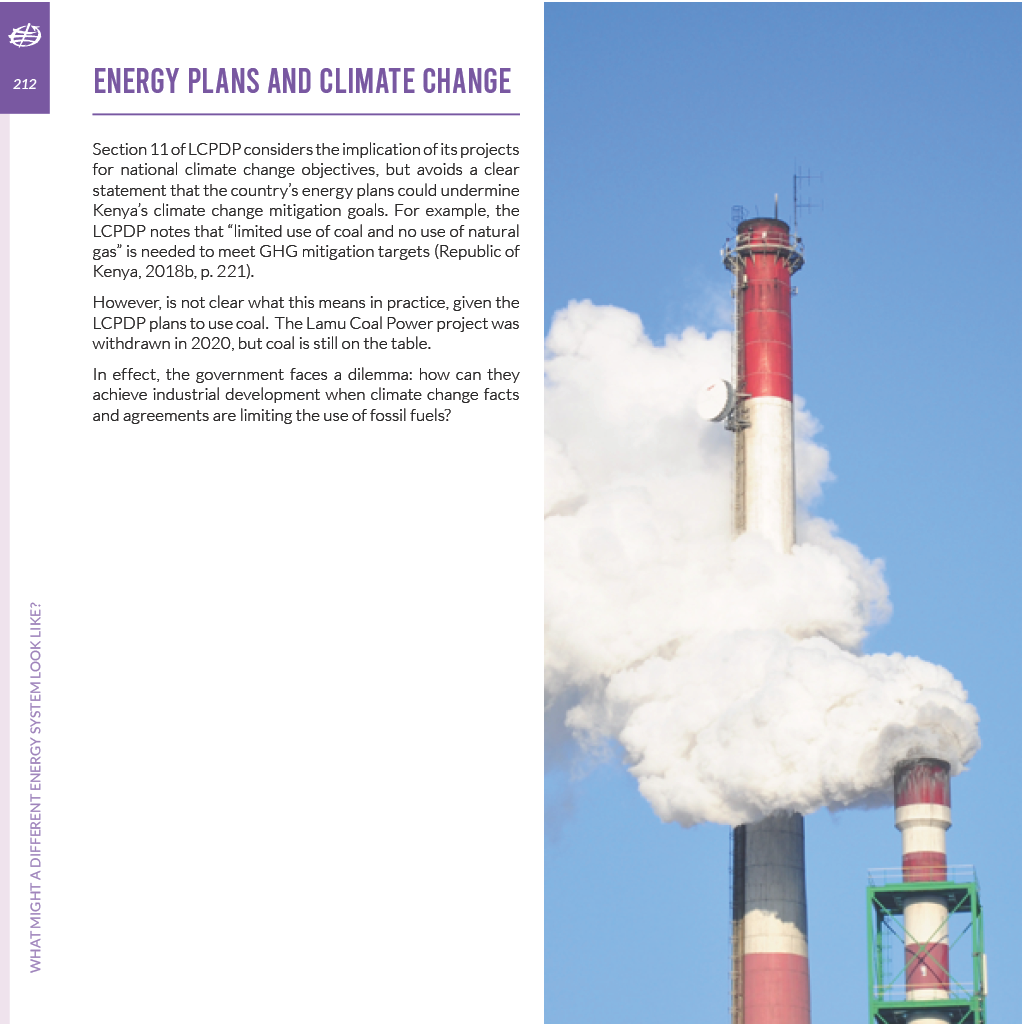 212
ENERGY PLANS AND CLIMATE CHANGE
Section 11 of LCPDP considers the implication of its projects
for national climate change objectives, but avoids a clear
statement that the country’s energy plans could undermine
Kenya’s climate change mitigation goals. For example, the
LCPDP notes that “limited use of coal and no use of natural
gas” is needed to meet GHG mitigation targets (Republic of
Kenya, 2018b, p. 221).
However, is not clear what this means in practice, given the
LCPDP plans to use coal.  The Lamu Coal Power project was
withdrawn in 2020, but coal is still on the table.
In effect, the government faces a dilemma: how can they
achieve industrial development when climate change facts
and agreements are limiting the use of fossil fuels?
WHAT MIGHT A DIFFERENT ENERGY SYSTEM LOOK LIKE?